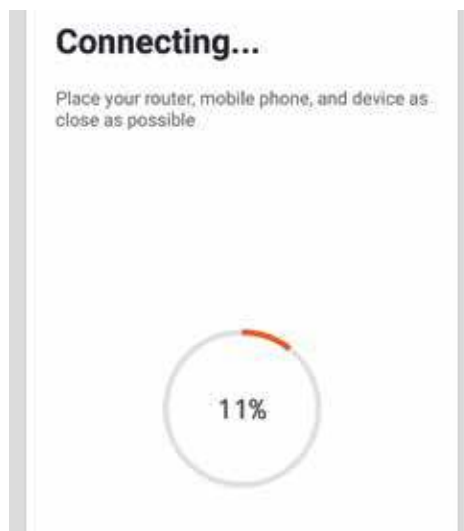 Connecting...
Place your router, mobile phone, and device as
close as possible
11%